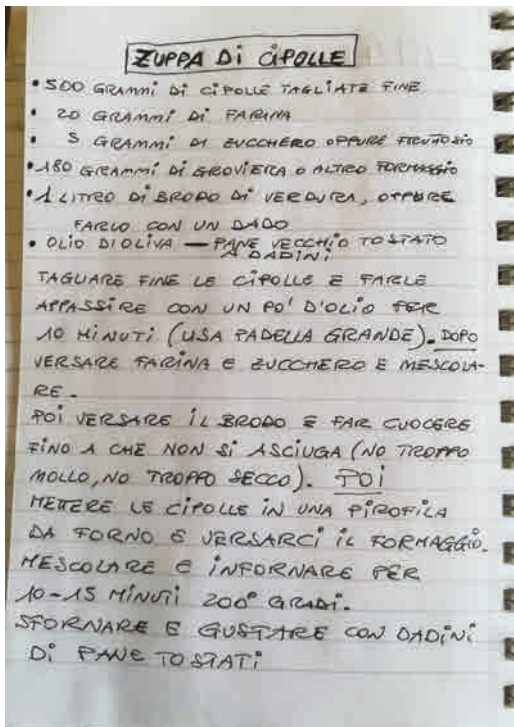 ZUPPA Di CiPOLLE
• 500 GRAMMi Di CiPOLLE TAGLIATE FINE
• 20 GRAMMi Di FARINA
• 5 GRAMMi Di ZUCCHERO OPPURE FRUTTOSIO
• 180 GRAMMi Di GROViERA O ALTRO FORMAGGIO
• 1 LITRO Di BRODO Di VERDURA, OPPURE
FARLO CON UN DADO
• OLIO D'OLIVA — PANE VECCHIO TOSTATO
A DADINI
TAGLIARE FINE LE CiPOLLE E FARLE
APPASSIRE CON UN PO' D'OLIO PER
10 MINUTI (USA PADELLA GRANDE). DOPO
VERSARE FARINA E ZUCCHERO E MESCOLA-
RE.
POI VERSARE iL BRODO E FAR CUOCERE
FINO A CHE NON Si ASCIUGA (NO TROPPO
MOLLO, NO TROPPO SECCO). POI
METTERE LE CiPOLLE IN UNA PiROFiLA
DA FORNO E VERSARCi iL FORMAGGIO.
MESCOLARE E iNFORNARE PER
10-15 MiNUTi 200° GRADi.
SFORNARE E GUSTARE CON DADiNi
Di PANE TOSTATi